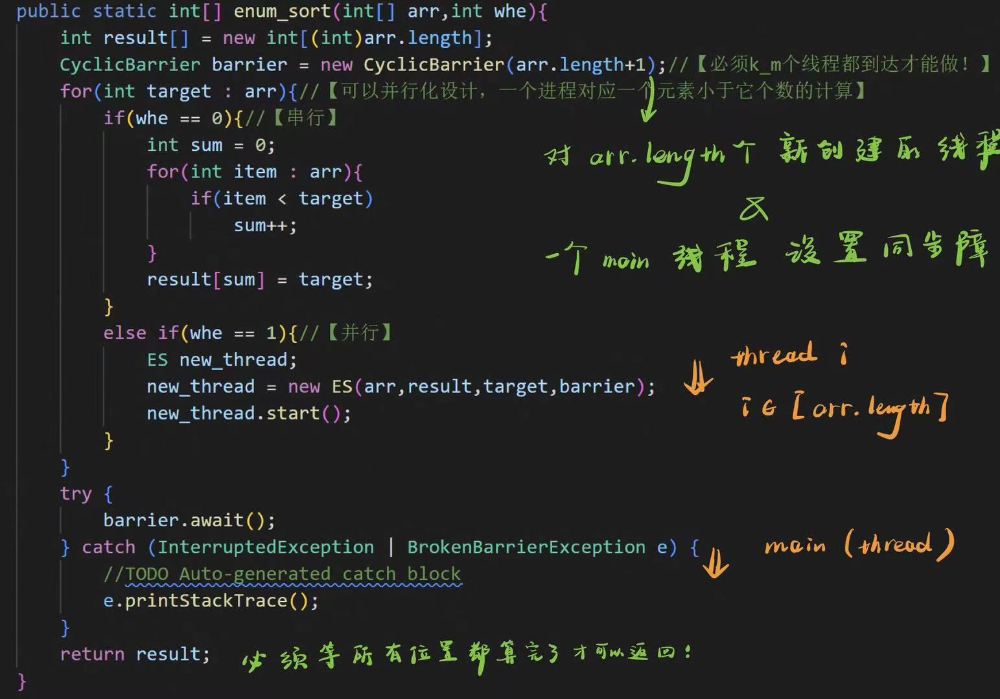 public static int[] enum_sort(int[] arr,int whe){
int result[] = new int[(int)arr.length];
CyclicBarrier barrier = new CyclicBarrier(arr.length+1);//【必须k_m个线程都到达才能做！】
for(int target : arr){//【可以并行化设计，一个进程对应一个元素小于它个数的计算】
if(whe == 0){//【串行】
int sum = 0;
对 arr.length个 新创建的线程
for(int item : arr){
if(item < target)
&
sum++;
}
一个 main 线程 设置同步障
result[sum] = target;
}
else if(whe == 1){//【并行】
ES new_thread;
thread i
new_thread = new ES(arr,result,target,barrier);
i ∈ [arr.length]
new_thread.start();
}
}
try {
barrier.await();
} catch (InterruptedException | BrokenBarrierException e) {
main (thread)
//TODO Auto-generated catch block
e.printStackTrace();
}
return result;
必须等所有位置都算完了才可以返回！
}